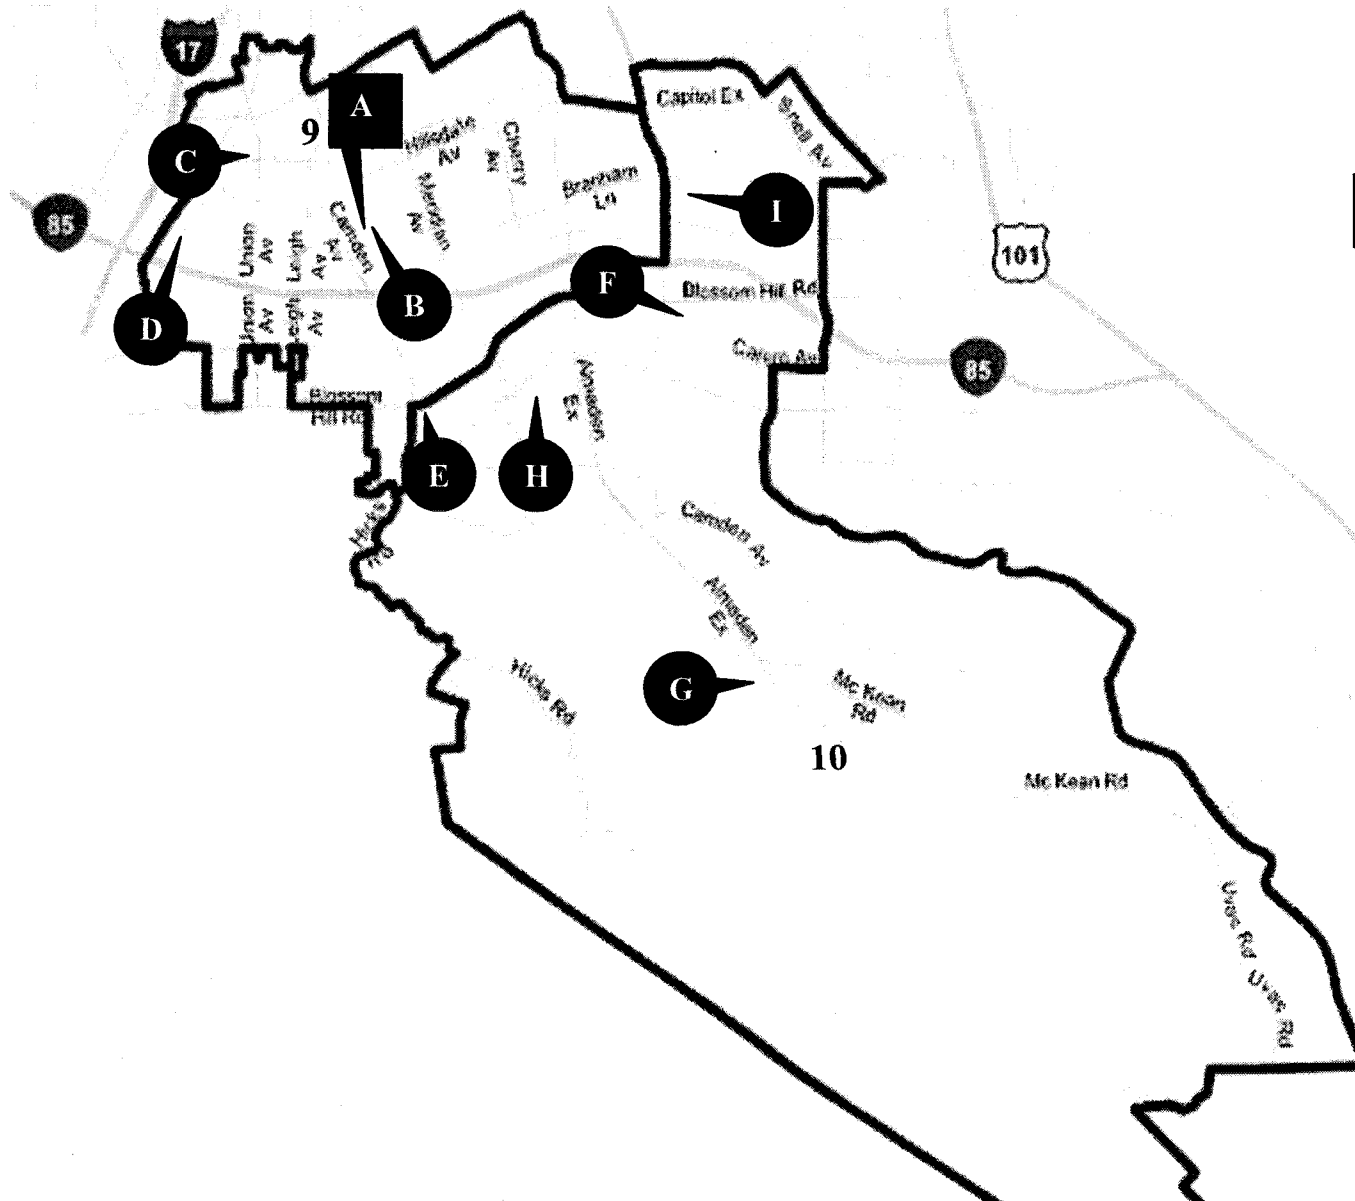 17
Capitol Ex
Snell Av
A
9
Hillsdale
Av
Cherry
Av
C
Branham
Ln
Meridian
Av
I
85
Camden
Av
Union
Av
Leigh
Av
101
F
B
Blossom Hill Rd
D
Union
Av
Leigh
Av
85
Almaden
Ex
Blossom
Hill Rd
E
H
Hicks
Rd
Camden Av
Almaden
Ex
Hicks Rd
G
Mc Kean
Rd
10
Mc Kean Rd
Uvas Rd
Uvas Rd